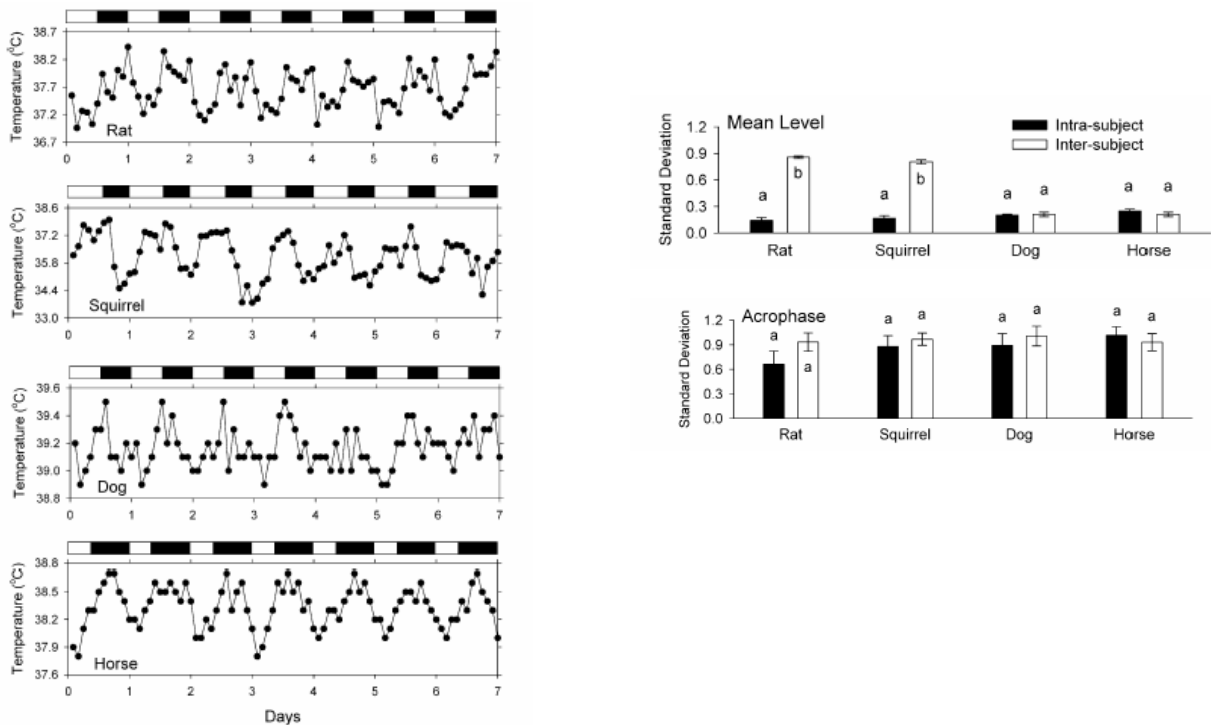 Temperature (⁰C)
38.7
38.2
37.7
37.2
36.7
Rat
0 1 2 3 4 5 6 7
Temperature (⁰C)
38.6
37.2
35.8
34.4
33.0
Squirrel
0 1 2 3 4 5 6 7
Temperature (⁰C)
39.6
39.4
39.2
39.0
38.8
Dog
0 1 2 3 4 5 6 7
Temperature (⁰C)
38.8
38.5
38.2
37.9
37.6
Horse
0 1 2 3 4 5 6 7
Days
Mean Level
Intra-subject
Inter-subject
Standard Deviation
1.2
0.9
0.6
0.3
0.0
a b a b a a a a
Rat Squirrel Dog Horse
Acrophase
Standard Deviation
1.2
0.9
0.6
0.3
0.0
a a a a a a a a
Rat Squirrel Dog Horse